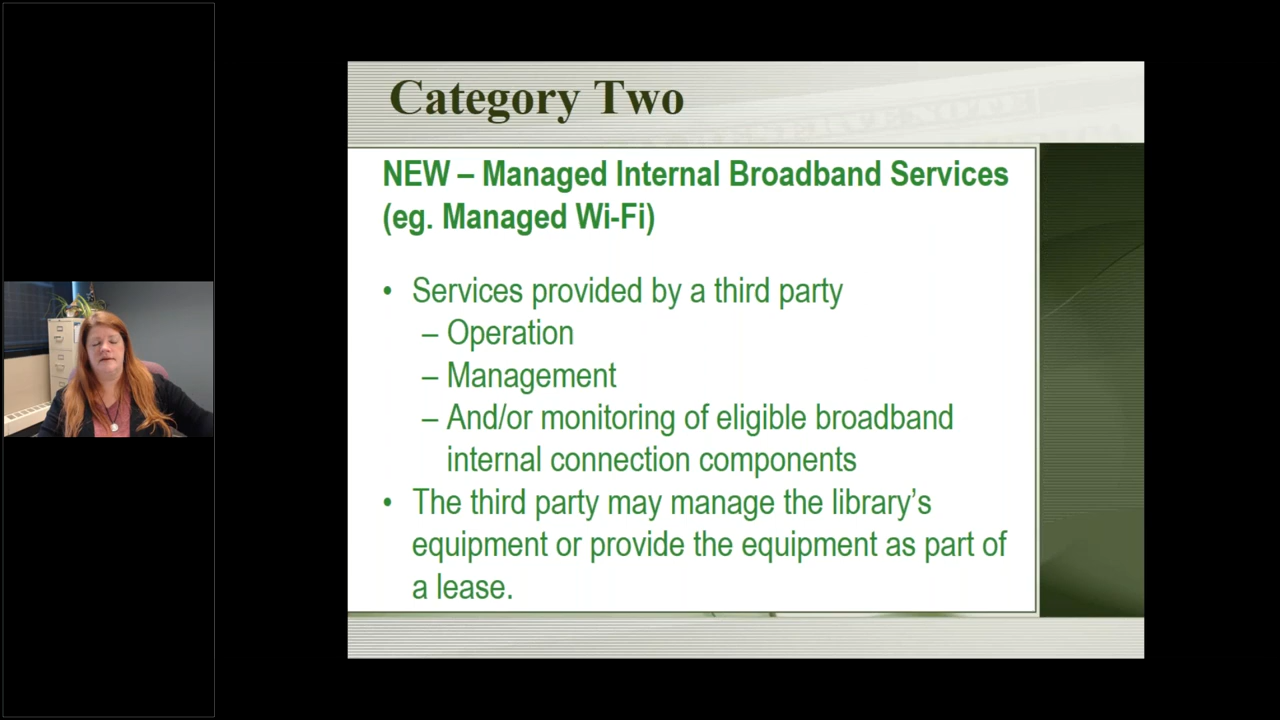 Category Two
NEW – Managed Internal Broadband Services
(eg. Managed Wi-Fi)
• Services provided by a third party
– Operation
– Management
– And/or monitoring of eligible broadband
internal connection components
• The third party may manage the library’s
equipment or provide the equipment as part of
a lease.